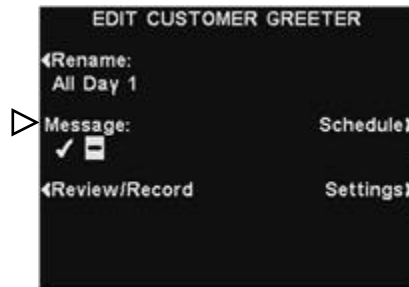 EDIT CUSTOMER GREETER
Rename:
All Day 1
Message: Schedule
Review/Record Settings